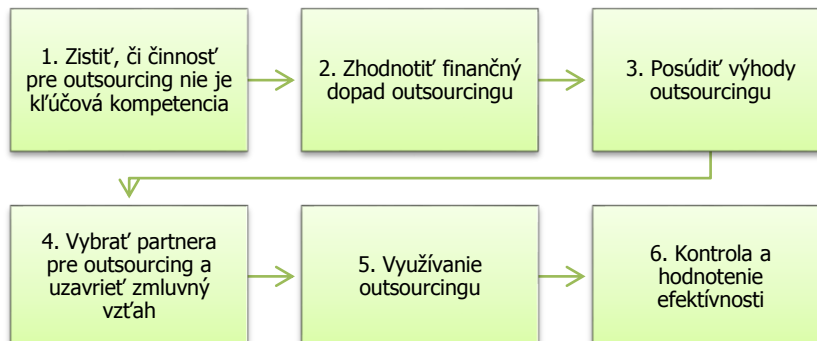 1. Zistiť, či činnosť
pre outsourcing nie je
kľúčová kompetencia
2. Zhodnotiť finančný
dopad outsourcingu
3. Posúdiť výhody
outsourcingu
4. Vybrať partnera
pre outsourcing a
uzavrieť zmluvný
vzťah
5. Využívanie
outsourcingu
6. Kontrola a
hodnotenie
efektívnosti